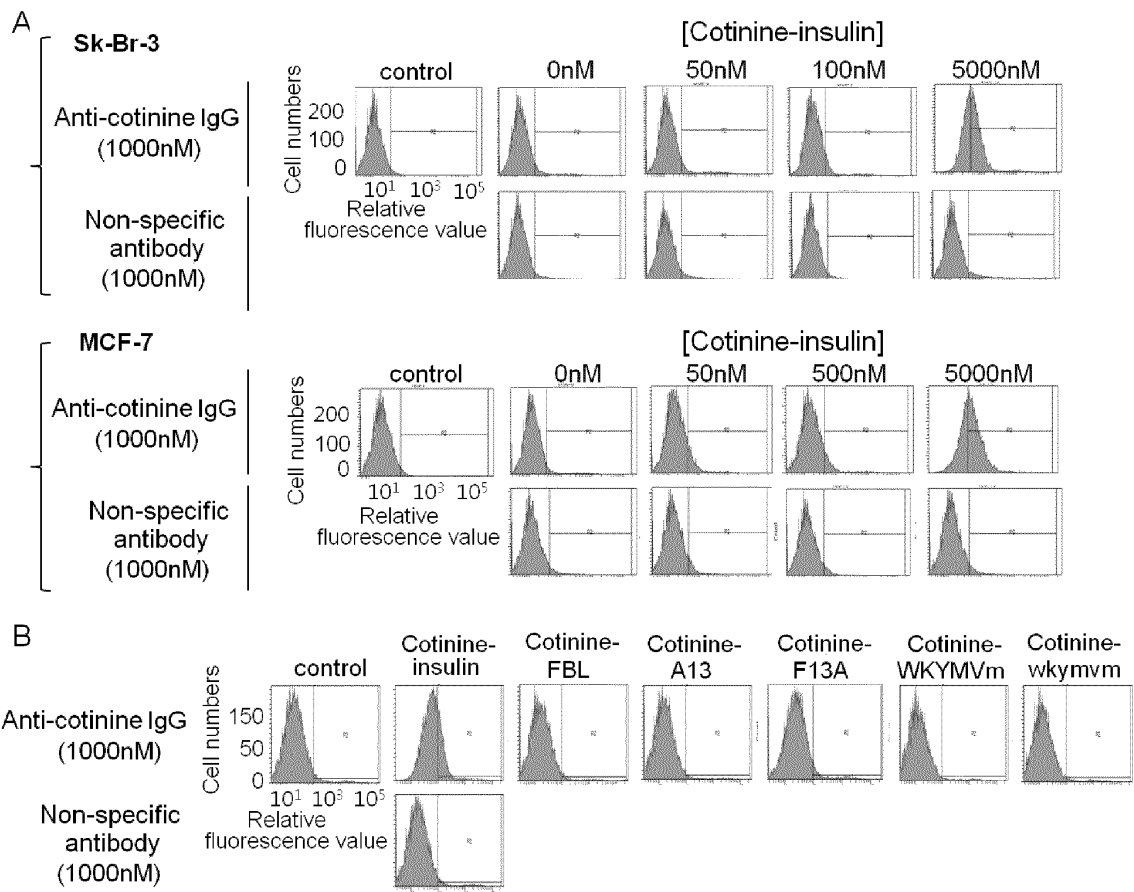 A
Sk-Br-3
[Cotinine-insulin]
control
0nM
50nM
100nM
5000nM
Anti-cotinine IgG
(1000nM)
Cell numbers
200
100
0
10¹ 10³ 10⁵
Relative
fluorescence value
Non-specific
antibody
(1000nM)
MCF-7
[Cotinine-insulin]
control
0nM
50nM
500nM
5000nM
Anti-cotinine IgG
(1000nM)
Cell numbers
200
100
0
10¹ 10³ 10⁵
Relative
fluorescence value
Non-specific
antibody
(1000nM)
B
control
Cotinine-
insulin
Cotinine-
FBL
Cotinine-
A13
Cotinine-
F13A
Cotinine-
WKYMVm
Cotinine-
wkymvm
Anti-cotinine IgG
(1000nM)
Cell numbers
150
50
0
10¹ 10³ 10⁵
Relative
fluorescence value
Non-specific
antibody
(1000nM)